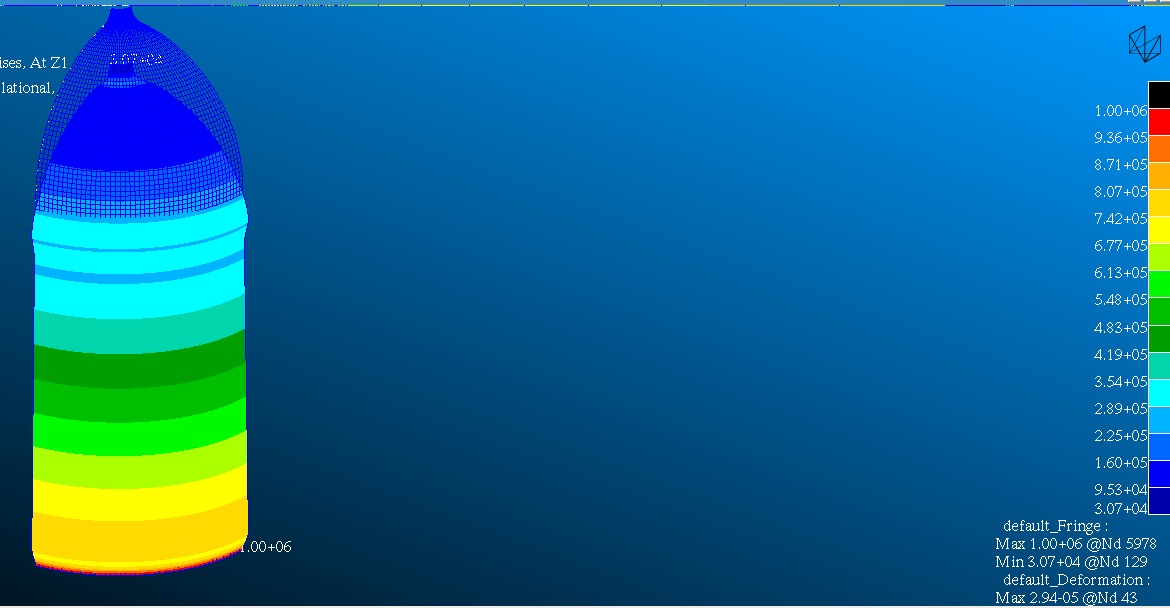 ises, At Z1,
lational,
3.07+04
1.00+06
9.36+05
8.71+05
8.07+05
7.42+05
6.77+05
6.13+05
5.48+05
4.83+05
4.19+05
3.54+05
2.89+05
2.25+05
1.60+05
9.53+04
3.07+04
1.00+06
default_Fringe :
Max 1.00+06 @Nd 5978
Min 3.07+04 @Nd 129
default_Deformation :
Max 2.94-05 @Nd 43